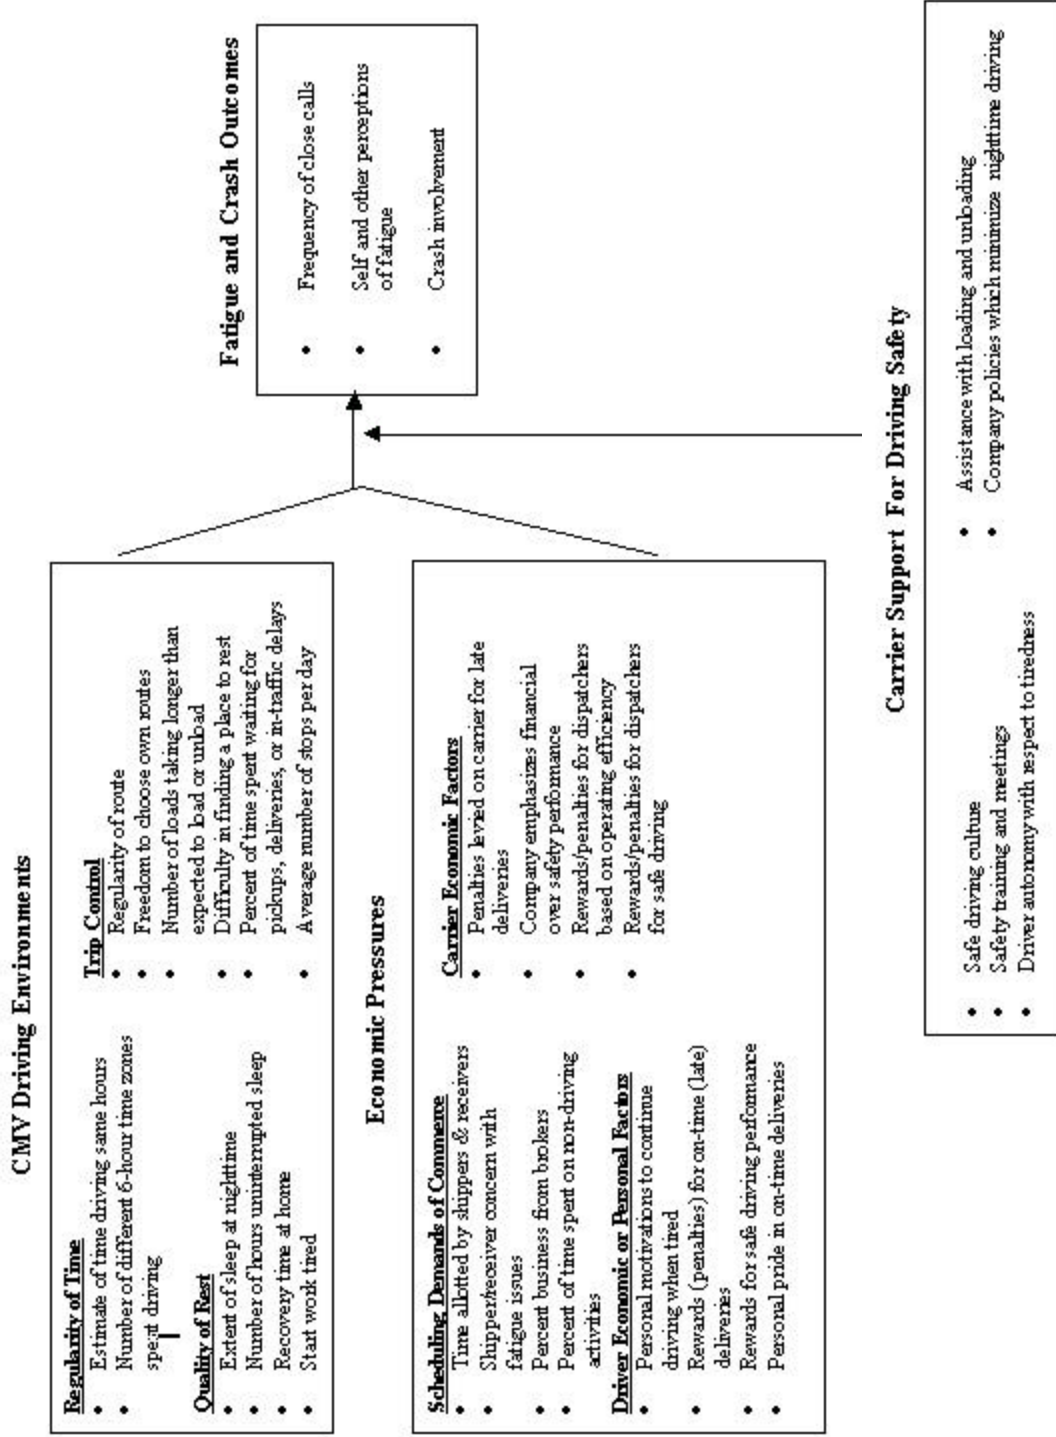 CMV Driving Environments
Regularity of Time
• Estimate of time driving same hours
• Number of different 6-hour time zones
spent driving
Quality of Rest
• Extent of sleep at nighttime
• Number of hours uninterrupted sleep
• Recovery time at home
• Start work tired
Trip Control
• Regularity of route
• Freedom to choose own routes
• Number of loads taking longer than
expected to load or unload
• Difficulty in finding a place to rest
• Percent of time spent waiting for
pickups, deliveries, or in-traffic delays
• Average number of stops per day
Economic Pressures
Scheduling Demands of Commerce
• Time allotted by shippers & receivers
• Shipper/receiver concern with
fatigue issues
• Percent business from brokers
• Percent of time spent on non-driving
activities
Driver Economic or Personal Factors
• Personal motivations to continue
driving when tired
• Rewards (penalties) for on-time (late)
deliveries
• Rewards for safe driving performance
• Personal pride in on-time deliveries
Carrier Economic Factors
• Penalties levied on carrier for late
deliveries
• Company emphasizes financial
over safety performance
• Rewards/penalties for dispatchers
based on operating efficiency
• Rewards/penalties for dispatchers
for safe driving
Fatigue and Crash Outcomes
• Frequency of close calls
• Self and other perceptions
of fatigue
• Crash involvement
Carrier Support For Driving Safety
• Safe driving culture
• Safety training and meetings
• Driver autonomy with respect to tiredness
• Assistance with loading and unloading
• Company policies which minimize nighttime driving